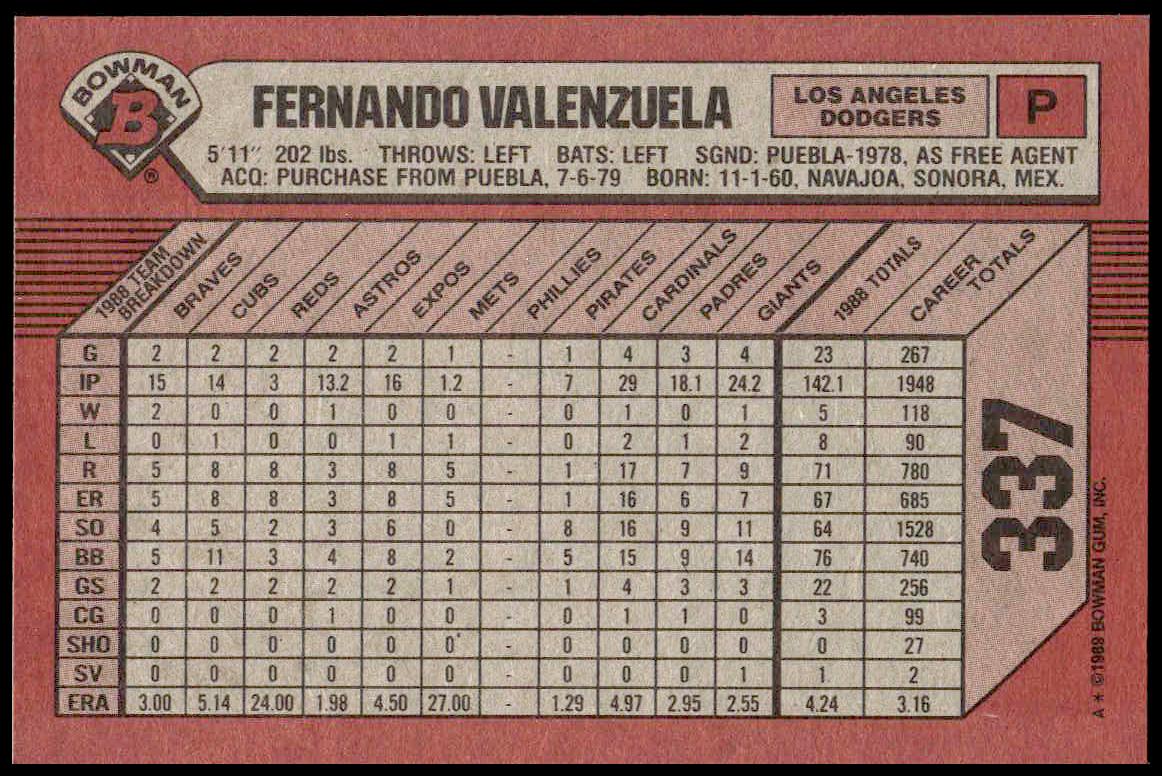 BOWMAN
B
®
FERNANDO VALENZUELA
LOS ANGELES
DODGERS
P
5'11" 202 lbs. THROWS: LEFT BATS: LEFT SGND: PUEBLA-1978, AS FREE AGENT
ACQ: PURCHASE FROM PUEBLA, 7-6-79 BORN: 11-1-60, NAVAJOA, SONORA, MEX.
1988 TEAM BREAKDOWN BRAVES CUBS REDS ASTROS EXPOS METS PHILLIES PIRATES CARDINALS PADRES GIANTS 1988 TOTALS CAREER TOTALS
G 2 2 2 2 2 1 - 1 4 3 4 23 267
IP 15 14 3 13.2 16 1.2 - 7 29 18.1 24.2 142.1 1948
W 2 0 0 1 0 0 - 0 1 0 1 5 118
L 0 1 0 0 1 1 - 0 2 1 2 8 90
R 5 8 8 3 8 5 - 1 17 7 9 71 780
ER 5 8 8 3 8 5 - 1 16 6 7 67 685
SO 4 5 2 3 6 0 - 8 16 9 11 64 1528
BB 5 11 3 4 8 2 - 5 15 9 14 76 740
GS 2 2 2 2 2 1 - 1 4 3 3 22 256
CG 0 0 0 1 0 0 - 0 1 1 0 3 99
SHO 0 0 0 0 0 0 - 0 0 0 0 0 27
SV 0 0 0 0 0 0 - 0 0 0 1 1 2
ERA 3.00 5.14 24.00 1.98 4.50 27.00 - 1.29 4.97 2.95 2.55 4.24 3.16
337
A * ©1988 BOWMAN GUM, INC.